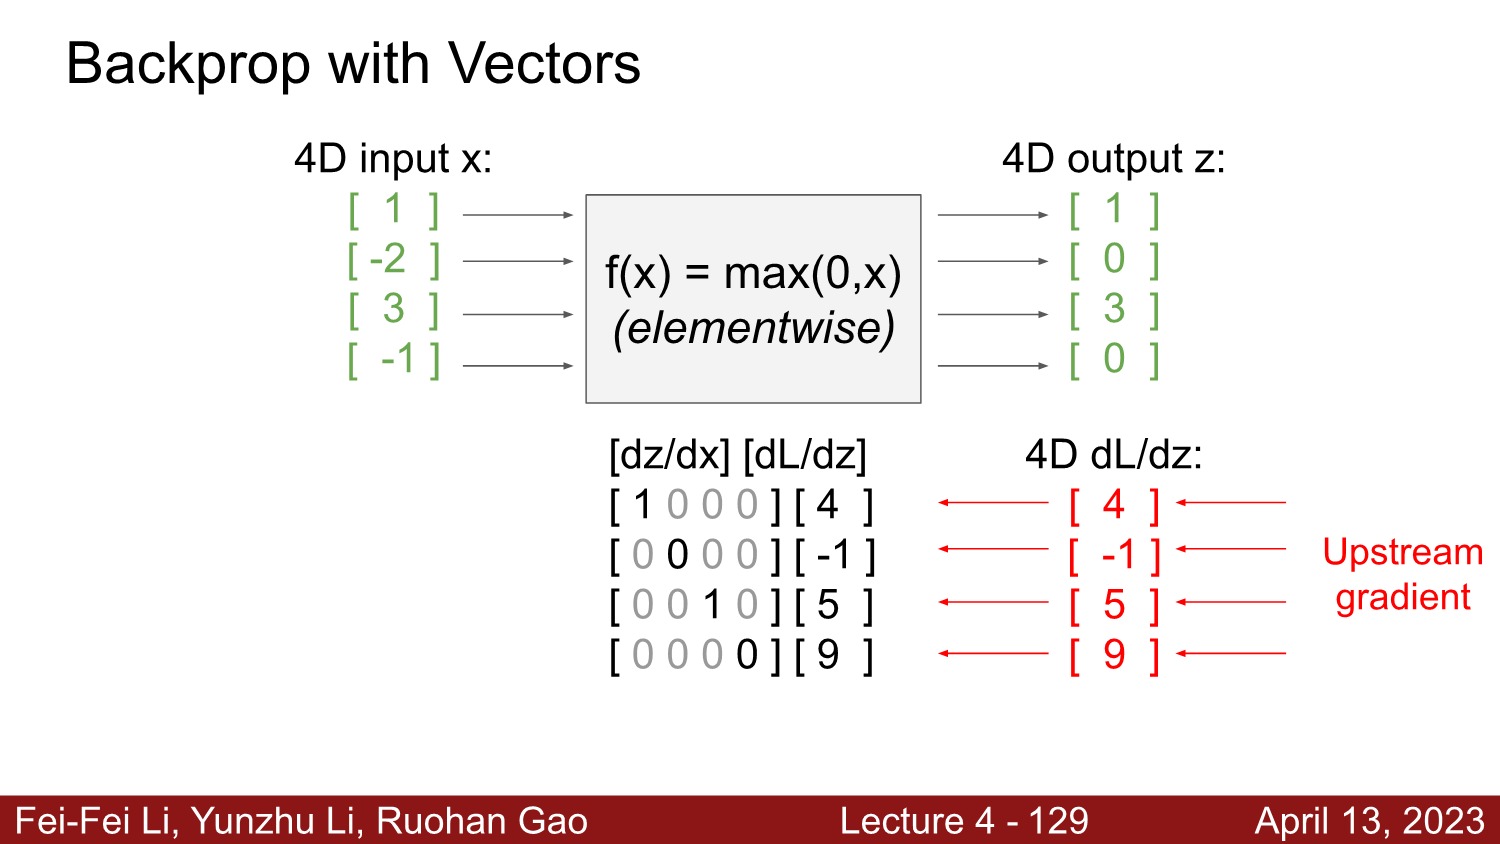 Backprop with Vectors
4D input x:
[ 1 ]
[ -2 ]
[ 3 ]
[ -1 ]
f(x) = max(0,x)
(elementwise)
4D output z:
[ 1 ]
[ 0 ]
[ 3 ]
[ 0 ]
[dz/dx] [dL/dz]
[ 1 0 0 0 ] [ 4 ]
[ 0 0 0 0 ] [ -1 ]
[ 0 0 1 0 ] [ 5 ]
[ 0 0 0 0 ] [ 9 ]
4D dL/dz:
[ 4 ]
[ -1 ]
[ 5 ]
[ 9 ]
Upstream
gradient
Fei-Fei Li, Yunzhu Li, Ruohan Gao
Lecture 4 - 129
April 13, 2023